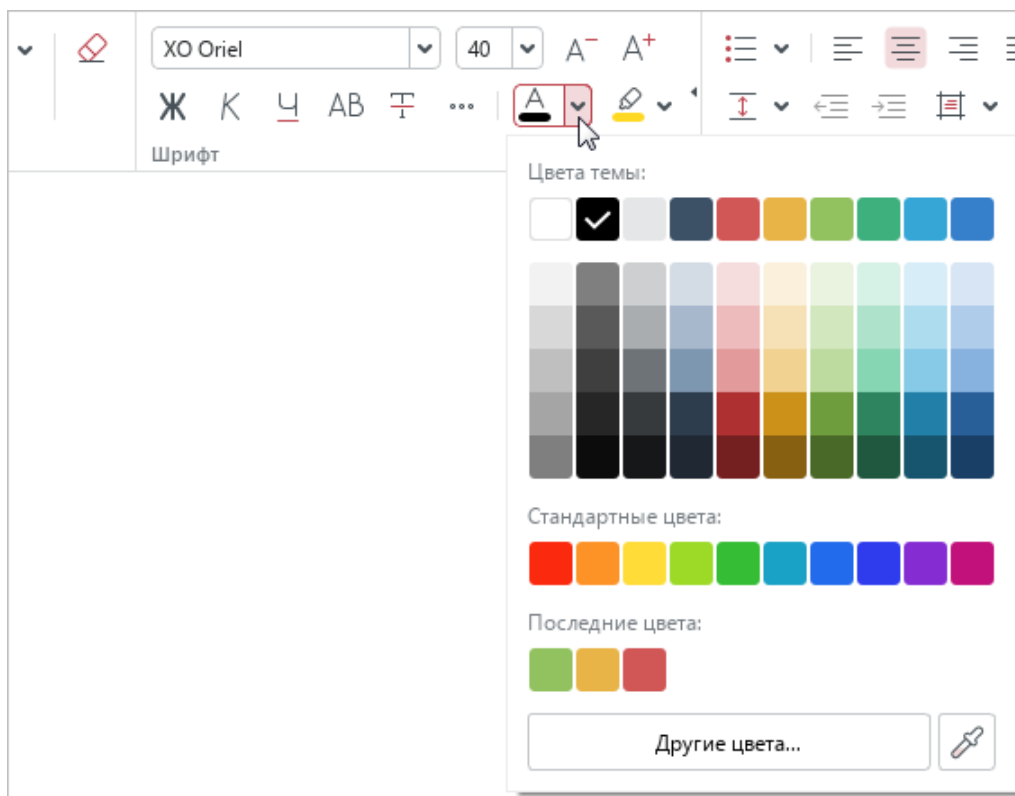 XO Oriel
40
A⁻
A⁺
Ж
К
Ч
АВ
Т
A
Шрифт
Цвета темы:
Стандартные цвета:
Последние цвета:
Другие цвета...